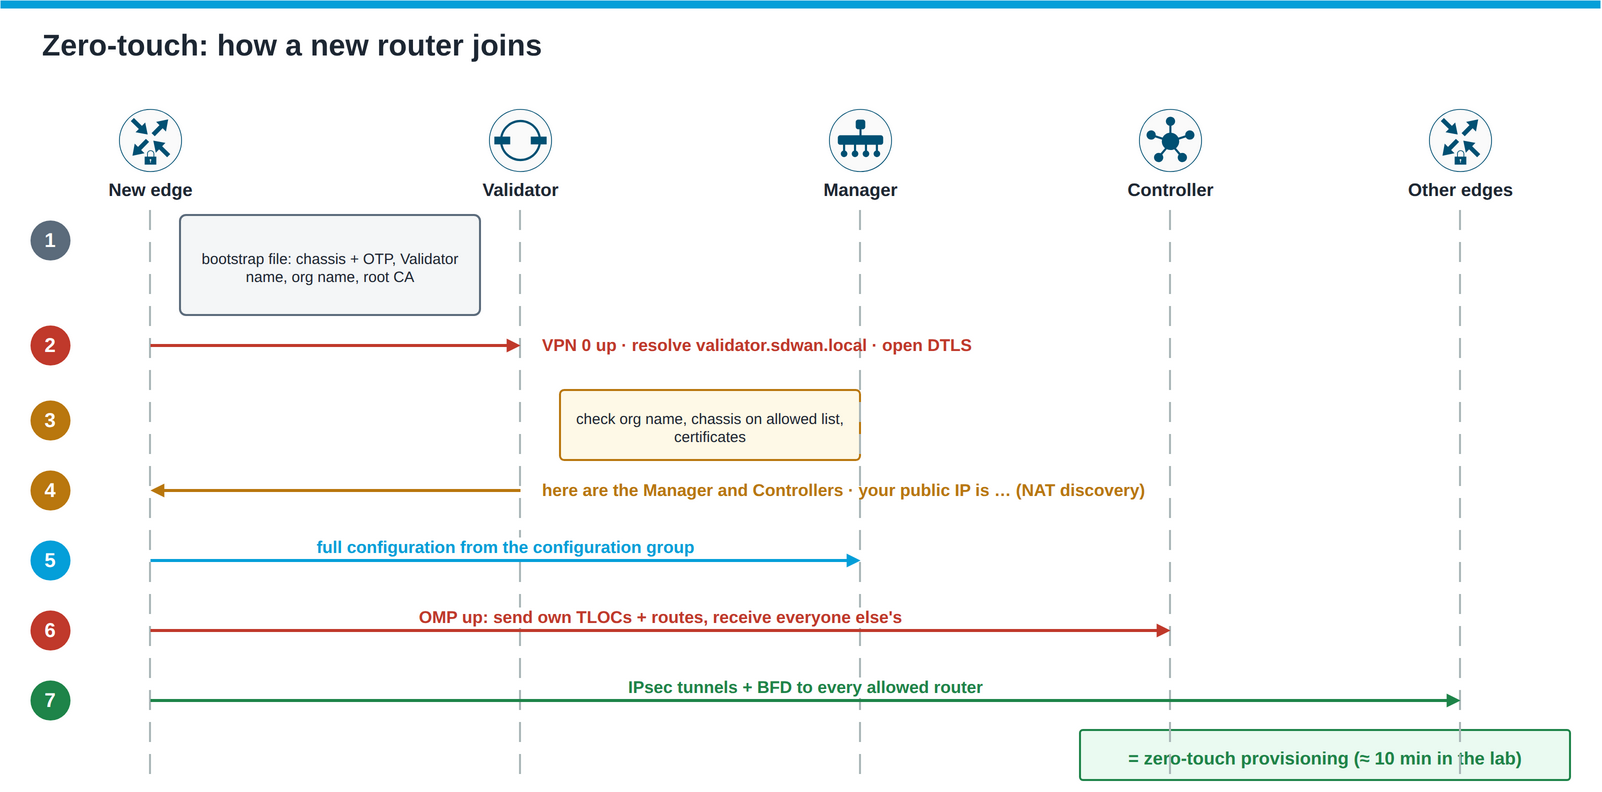 Zero-touch: how a new router joins
New edge
Validator
Manager
Controller
Other edges
1
bootstrap file: chassis + OTP, Validator
name, org name, root CA
2
VPN 0 up · resolve validator.sdwan.local · open DTLS
3
check org name, chassis on allowed list,
certificates
4
here are the Manager and Controllers · your public IP is … (NAT discovery)
5
full configuration from the configuration group
6
OMP up: send own TLOCs + routes, receive everyone else's
7
IPsec tunnels + BFD to every allowed router
= zero-touch provisioning (≈ 10 min in the lab)